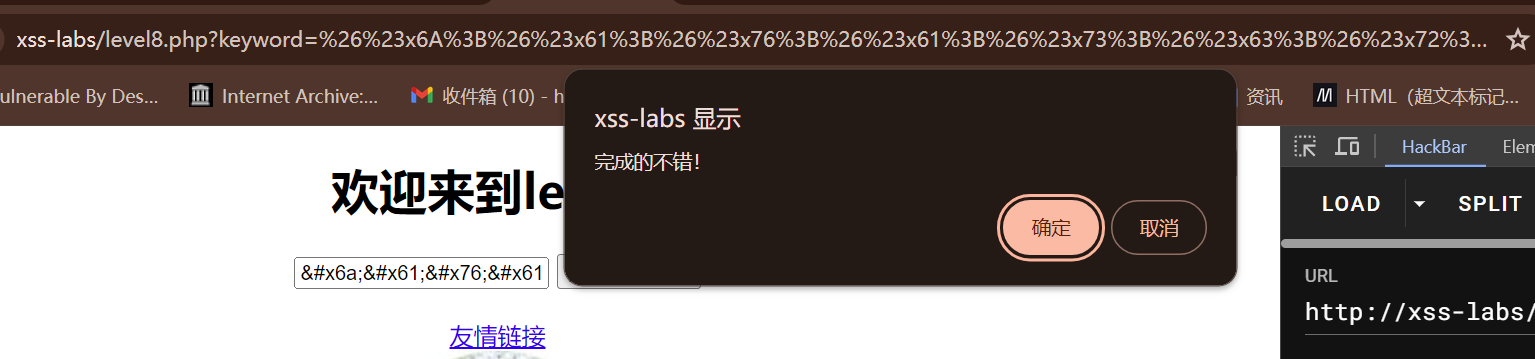 xss-labs/level8.php?keyword=%26%23x6A%3B%26%23x61%3B%26%23x76%3B%26%23x61%3B%26%23x73%3B%26%23x63%3B%26%23x72%3...
ulnerable By Des...
Internet Archive:...
收件箱 (10) - h
资讯
HTML（超文本标记...
xss-labs 显示
完成的不错！
确定
取消
欢迎来到le
&#x6a;&#x61;&#x76;&#x61
友情链接
HackBar
Elem
LOAD
SPLIT
URL
http://xss-labs/